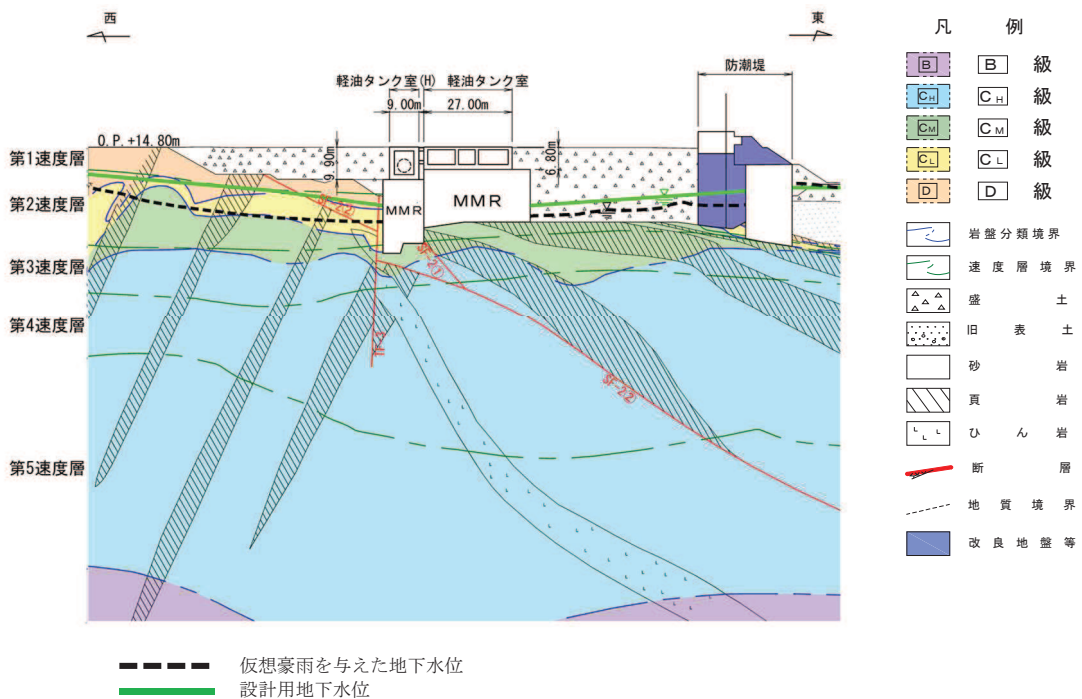 西
東
防潮堤
軽油タンク室(H) 軽油タンク室
9.00m 27.00m
O.P.+14.80m
9.90m
6.80m
第1速度層
第2速度層
第3速度層
第4速度層
第5速度層
MMR
MMR
SF-2①
SF-2②
TF-1
凡 例
B B 級
CH CH 級
CM CM 級
CL CL 級
D D 級
岩盤分類境界
速度層境界
盛土
旧表土
砂岩
頁岩
ひん岩
断層
地質境界
改良地盤等
仮想豪雨を与えた地下水位
設計用地下水位